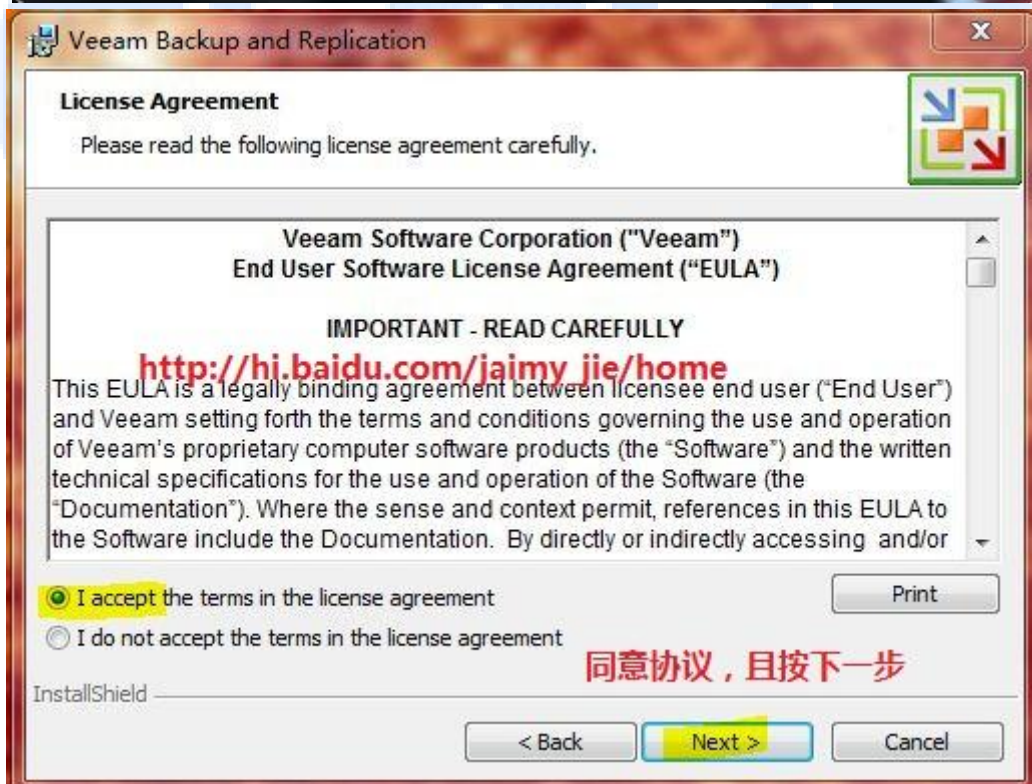 Veeam Backup and Replication
x
License Agreement
Please read the following license agreement carefully.
Veeam Software Corporation ("Veeam”)
End User Software License Agreement (“EULA”)
IMPORTANT - READ CAREFULLY
http://hi.baidu.com/jaimy_jie/home
This EULA is a legally binding agreement between licensee end user (“End User”)
and Veeam setting forth the terms and conditions governing the use and operation
of Veeam’s proprietary computer software products (the “Software”) and the written
technical specifications for the use and operation of the Software (the
“Documentation”). Where the sense and context permit, references in this EULA to
the Software include the Documentation. By directly or indirectly accessing and/or
I accept the terms in the license agreement
Print
I do not accept the terms in the license agreement
同意协议，且按下一步
InstallShield
< Back
Next >
Cancel